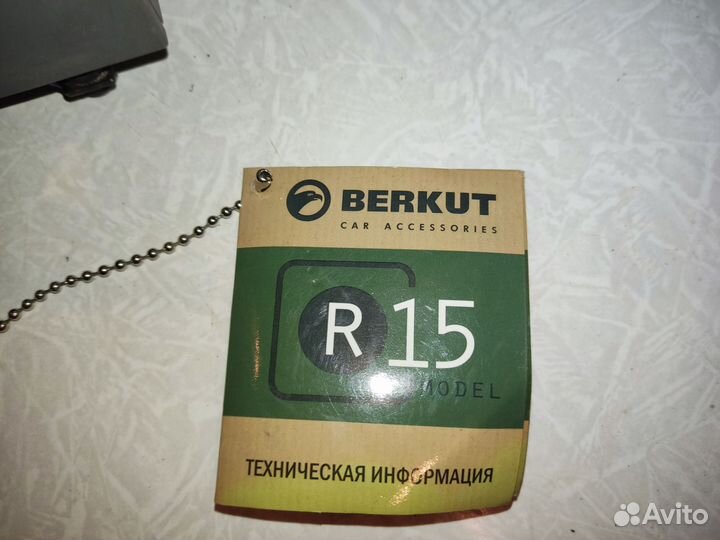 BERKUT
CAR ACCESSORIES
R 15
MODEL
ТЕХНИЧЕСКАЯ ИНФОРМАЦИЯ
Avito